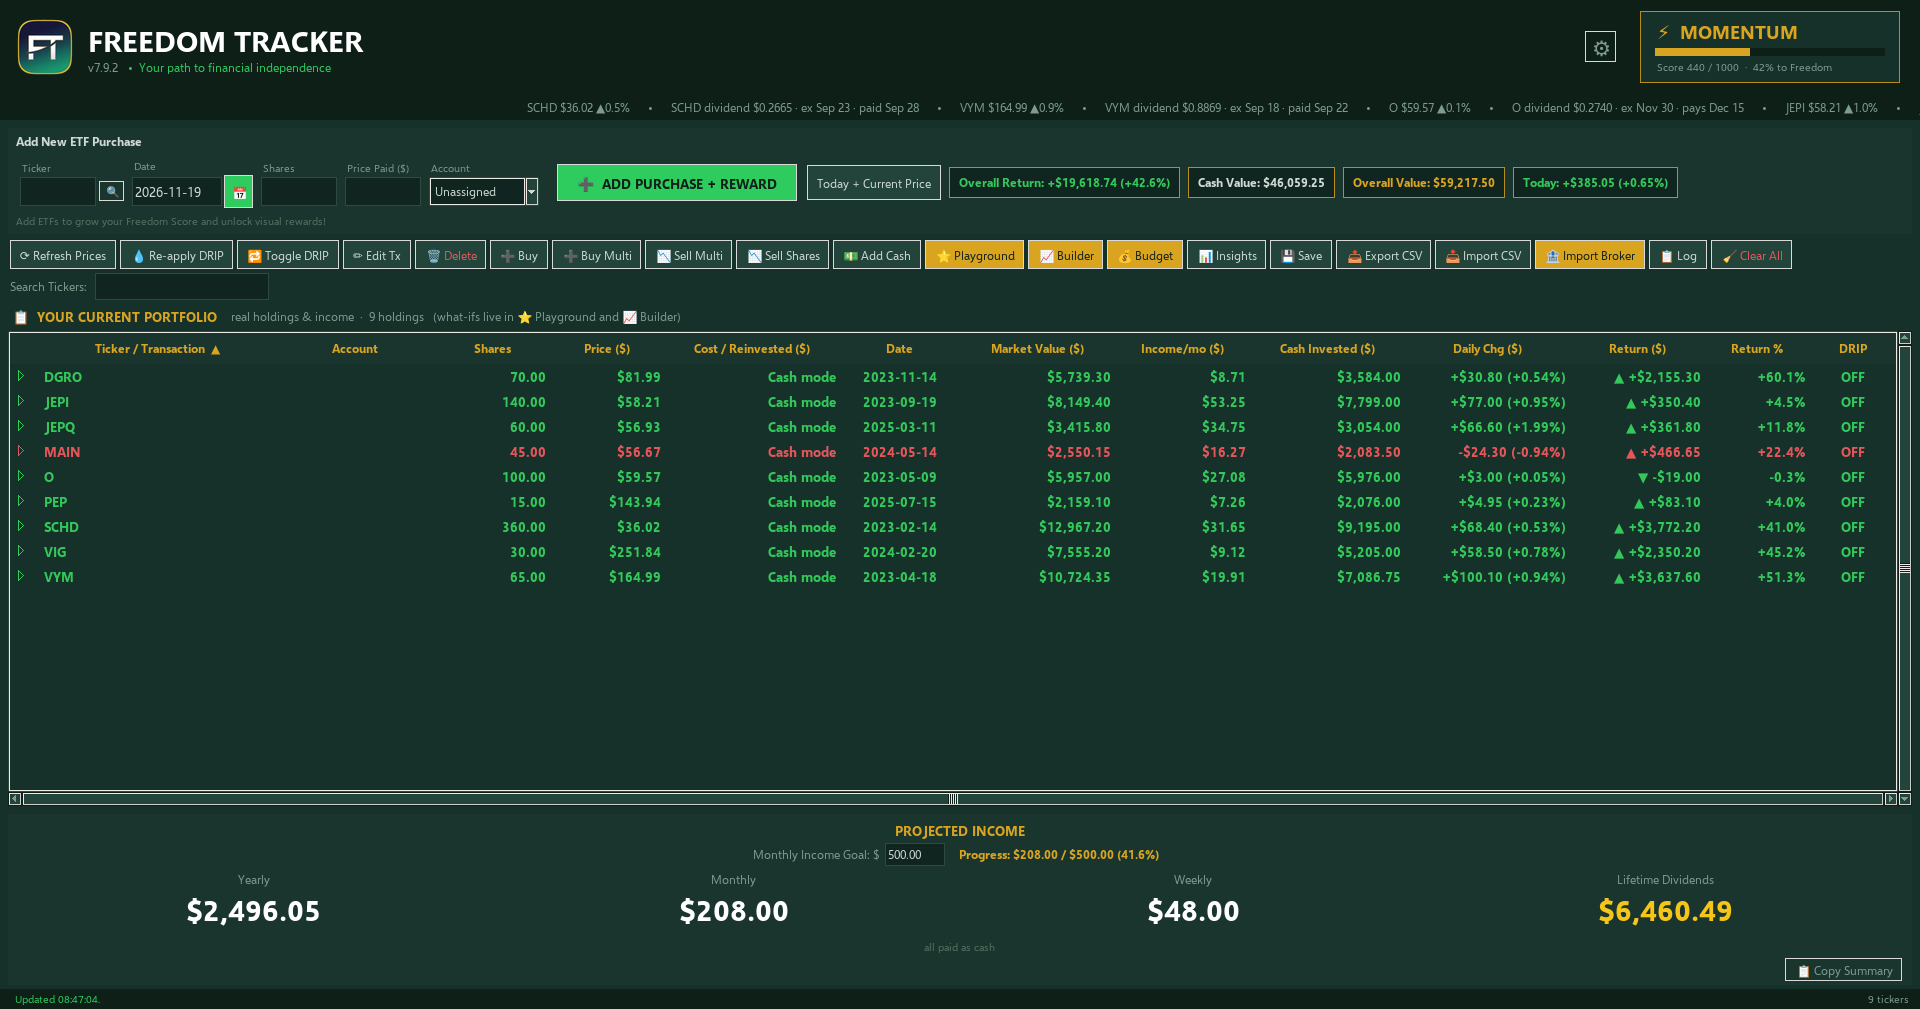 FREEDOM TRACKER
v7.9.2 • Your path to financial independence
⚡ MOMENTUM
Score 440 / 1000 · 42% to Freedom
SCHD $36.02 ▲0.5% • SCHD dividend $0.2665 · ex Sep 23 · paid Sep 28 • VYM $164.99 ▲0.9% • VYM dividend $0.8869 · ex Sep 18 · paid Sep 22 • O $59.57 ▲0.1% • O dividend $0.2740 · ex Nov 30 · pays Dec 15 • JEPI $58.21 ▲1.0% •
Add New ETF Purchase
Ticker Date Shares Price Paid ($) Account
2026-11-19 Unassigned ➕ ADD PURCHASE + REWARD Today + Current Price Overall Return: +$19,618.74 (+42.6%) Cash Value: $46,059.25 Overall Value: $59,217.50 Today: +$385.05 (+0.65%)
Add ETFs to grow your Freedom Score and unlock visual rewards!
⟳ Refresh Prices 💧 Re-apply DRIP 🔁 Toggle DRIP ✏ Edit Tx 🗑 Delete ➕ Buy ➕ Buy Multi 📉 Sell Multi 📉 Sell Shares 💵 Add Cash ⭐ Playground 📈 Builder 💰 Budget 📊 Insights 💾 Save 📤 Export CSV 📥 Import CSV 🏦 Import Broker 📋 Log 🧹 Clear All
Search Tickers:
📋 YOUR CURRENT PORTFOLIO real holdings & income · 9 holdings (what-ifs live in ⭐ Playground and 📈 Builder)
Ticker / Transaction ▲ Account Shares Price ($) Cost / Reinvested ($) Date Market Value ($) Income/mo ($) Cash Invested ($) Daily Chg ($) Return ($) Return % DRIP
DGRO 70.00 $81.99 Cash mode 2023-11-14 $5,739.30 $8.71 $3,584.00 +$30.80 (+0.54%) ▲ +$2,155.30 +60.1% OFF
JEPI 140.00 $58.21 Cash mode 2023-09-19 $8,149.40 $53.25 $7,799.00 +$77.00 (+0.95%) ▲ +$350.40 +4.5% OFF
JEPQ 60.00 $56.93 Cash mode 2025-03-11 $3,415.80 $34.75 $3,054.00 +$66.60 (+1.99%) ▲ +$361.80 +11.8% OFF
MAIN 45.00 $56.67 Cash mode 2024-05-14 $2,550.15 $16.27 $2,083.50 -$24.30 (-0.94%) ▲ +$466.65 +22.4% OFF
O 100.00 $59.57 Cash mode 2023-05-09 $5,957.00 $27.08 $5,976.00 +$3.00 (+0.05%) ▼ -$19.00 -0.3% OFF
PEP 15.00 $143.94 Cash mode 2025-07-15 $2,159.10 $7.26 $2,076.00 +$4.95 (+0.23%) ▲ +$83.10 +4.0% OFF
SCHD 360.00 $36.02 Cash mode 2023-02-14 $12,967.20 $31.65 $9,195.00 +$68.40 (+0.53%) ▲ +$3,772.20 +41.0% OFF
VIG 30.00 $251.84 Cash mode 2024-02-20 $7,555.20 $9.12 $5,205.00 +$58.50 (+0.78%) ▲ +$2,350.20 +45.2% OFF
VYM 65.00 $164.99 Cash mode 2023-04-18 $10,724.35 $19.91 $7,086.75 +$100.10 (+0.94%) ▲ +$3,637.60 +51.3% OFF
PROJECTED INCOME
Monthly Income Goal: $ 500.00 Progress: $208.00 / $500.00 (41.6%)
Yearly Monthly Weekly Lifetime Dividends
$2,496.05 $208.00 $48.00 $6,460.49
all paid as cash
📋 Copy Summary
Updated 08:47:04. 9 tickers